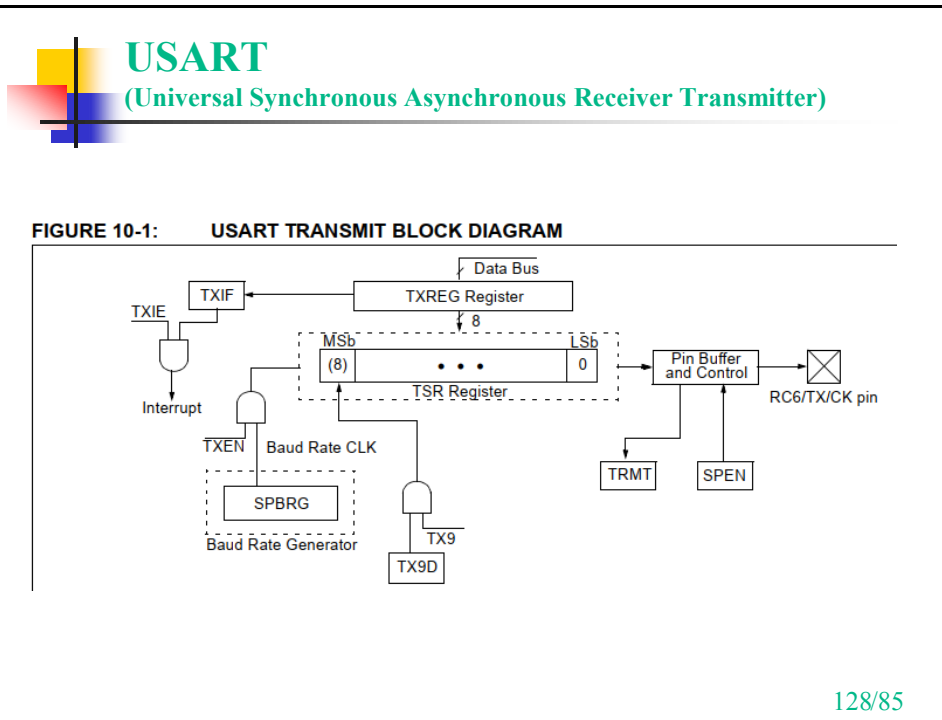 USART
(Universal Synchronous Asynchronous Receiver Transmitter)
FIGURE 10-1: USART TRANSMIT BLOCK DIAGRAM
Data Bus
TXIF
TXREG Register
TXIE
8
MSb
LSb
(8)
• • •
0
TSR Register
Pin Buffer
and Control
RC6/TX/CK pin
Interrupt
TXEN
Baud Rate CLK
TRMT
SPEN
SPBRG
Baud Rate Generator
TX9
TX9D
128/85